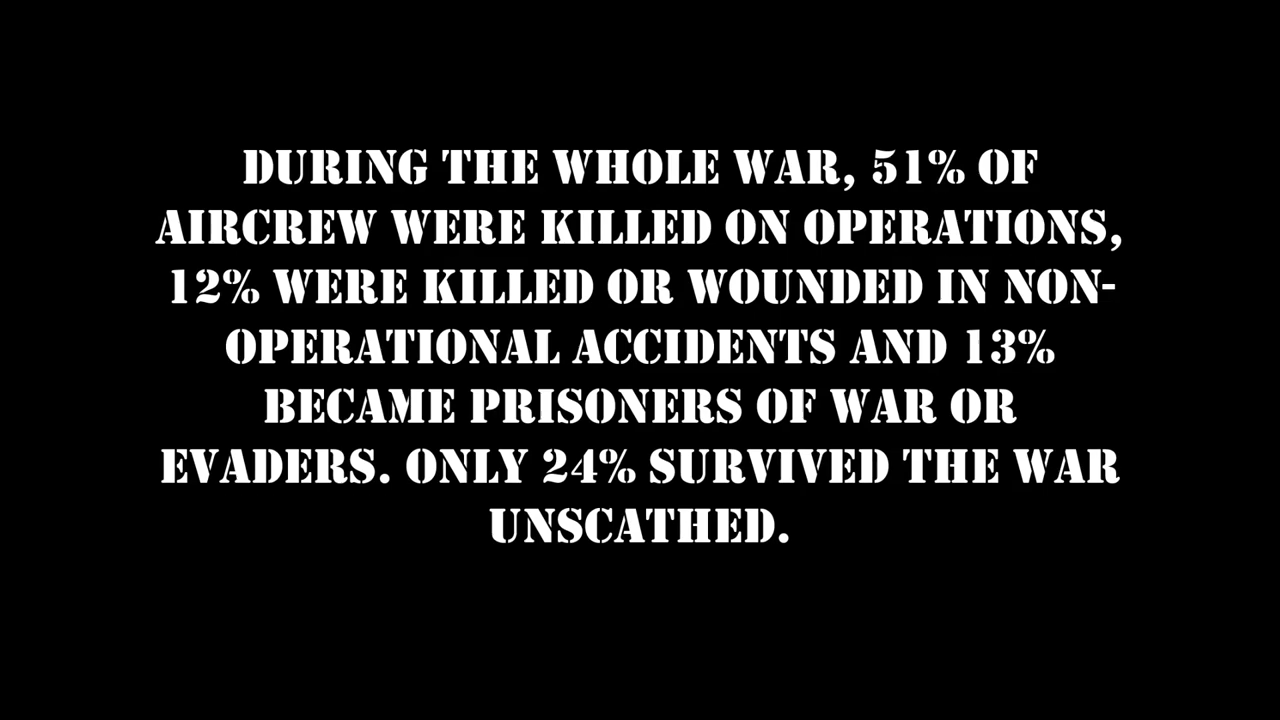 DURING THE WHOLE WAR, 51% OF
AIRCREW WERE KILLED ON OPERATIONS,
12% WERE KILLED OR WOUNDED IN NON-
OPERATIONAL ACCIDENTS AND 13%
BECAME PRISONERS OF WAR OR
EVADERS. ONLY 24% SURVIVED THE WAR
UNSCATHED.